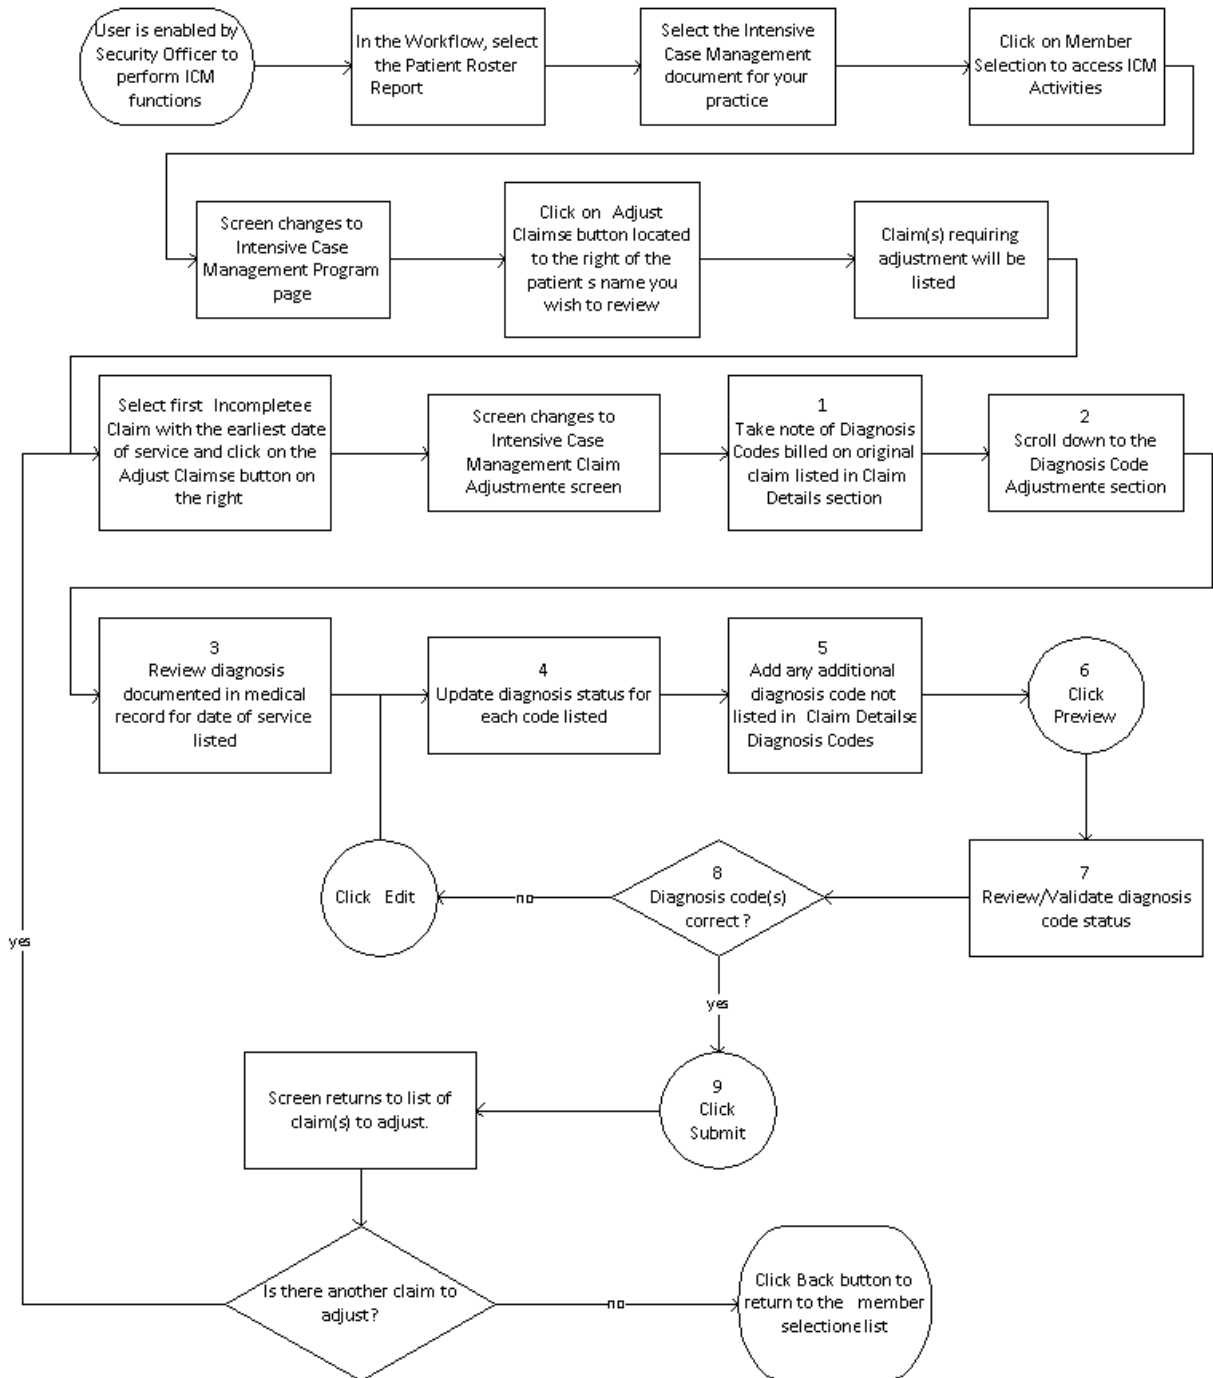 User is enabled by
Security Officer to
perform ICM
functions
In the Workflow, select
the Patient Roster
Report
Select the Intensive
Case Management
document for your
practice
Click on Member
Selection to access ICM
Activities
Screen changes to
Intensive Case
Management Program
page
Click on Adjust
Claimse button located
to the right of the
patient s name you
wish to review
Claim(s) requiring
adjustment will be
listed
Select first Incompletee
Claim with the earliest date
of service and click on the
Adjust Claimse button on
the right
Screen changes to
Intensive Case
Management Claim
Adjustmente screen
1
Take note of Diagnosis
Codes billed on original
claim listed in Claim
Details section
2
Scroll down to the
Diagnosis Code
Adjustmente section
3
Review diagnosis
documented in medical
record for date of service
listed
4
Update diagnosis status for
each code listed
5
Add any additional
diagnosis code not
listed in Claim Detailse
Diagnosis Codes
6
Click
Preview
7
Review/Validate diagnosis
code status
8
Diagnosis code(s)
correct?
no
Click Edit
yes
yes
9
Click
Submit
Screen returns to list of
claim(s) to adjust.
Is there another claim to
adjust?
no
Click Back button to
return to the member
selectione list